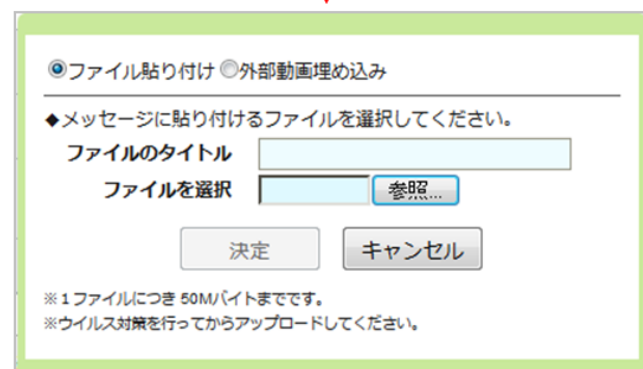 ファイル貼り付け 外部動画埋め込み
◆メッセージに貼り付けるファイルを選択してください。
ファイルのタイトル
ファイルを選択 参照...
決定 キャンセル
※1ファイルにつき 50Mバイトまでです。
※ウイルス対策を行ってからアップロードしてください。